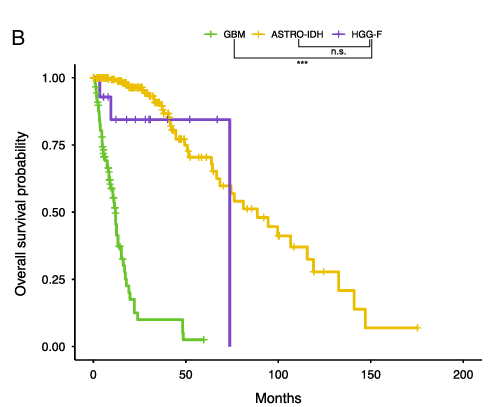 B
GBM ASTRO-IDH HGG-F
n.s.
***
1.00
0.75
0.50
0.25
0.00
Overall survival probability
0 50 100 150 200
Months